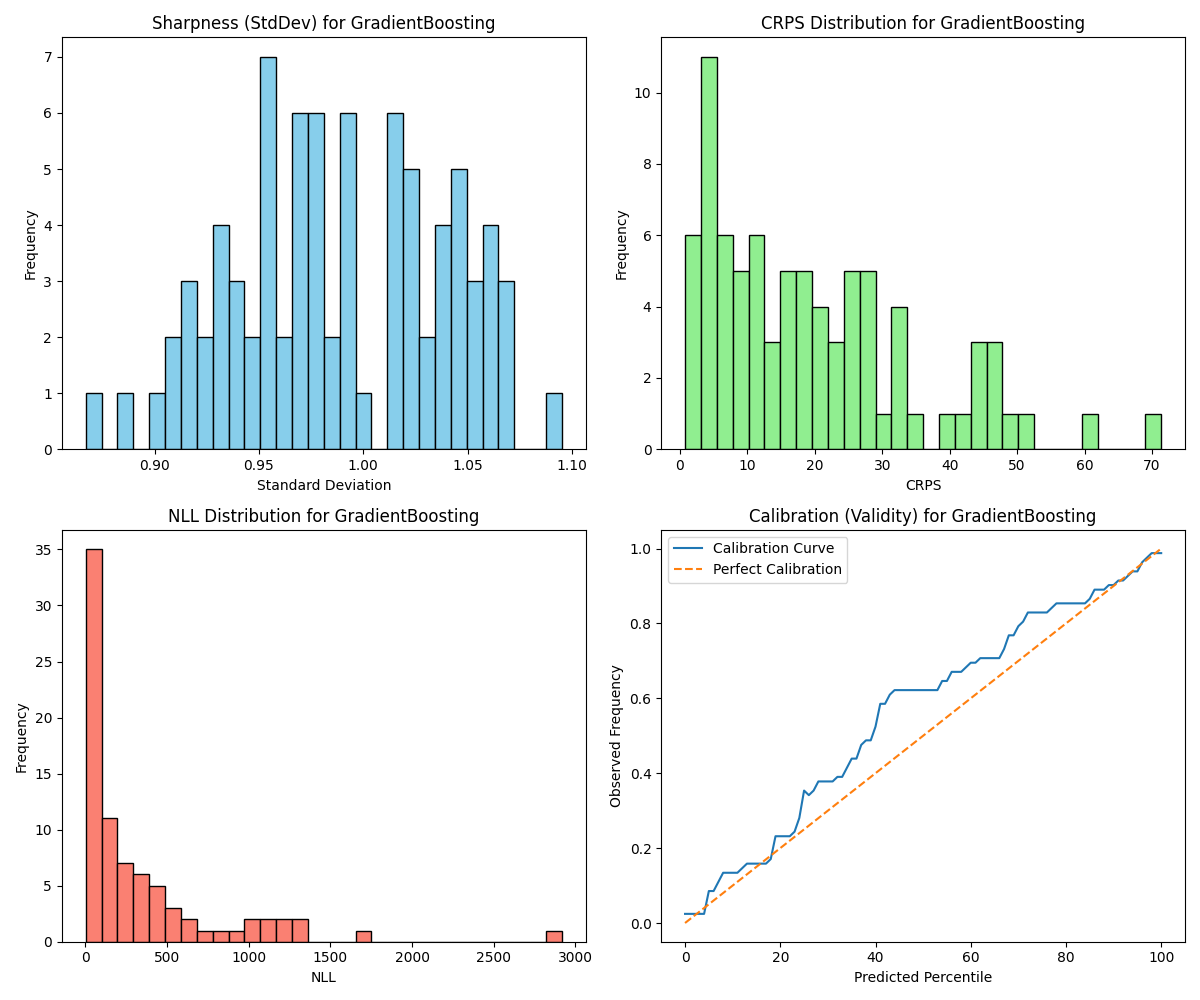 Sharpness (StdDev) for GradientBoosting
7
6
5
4
3
2
1
0
Frequency
0.90 0.95 1.00 1.05 1.10
Standard Deviation
CRPS Distribution for GradientBoosting
10
8
6
4
2
0
Frequency
0 10 20 30 40 50 60 70
CRPS
NLL Distribution for GradientBoosting
35
30
25
20
15
10
5
0
Frequency
0 500 1000 1500 2000 2500 3000
NLL
Calibration (Validity) for GradientBoosting
Calibration Curve
Perfect Calibration
1.0
0.8
0.6
0.4
0.2
0.0
Observed Frequency
0 20 40 60 80 100
Predicted Percentile